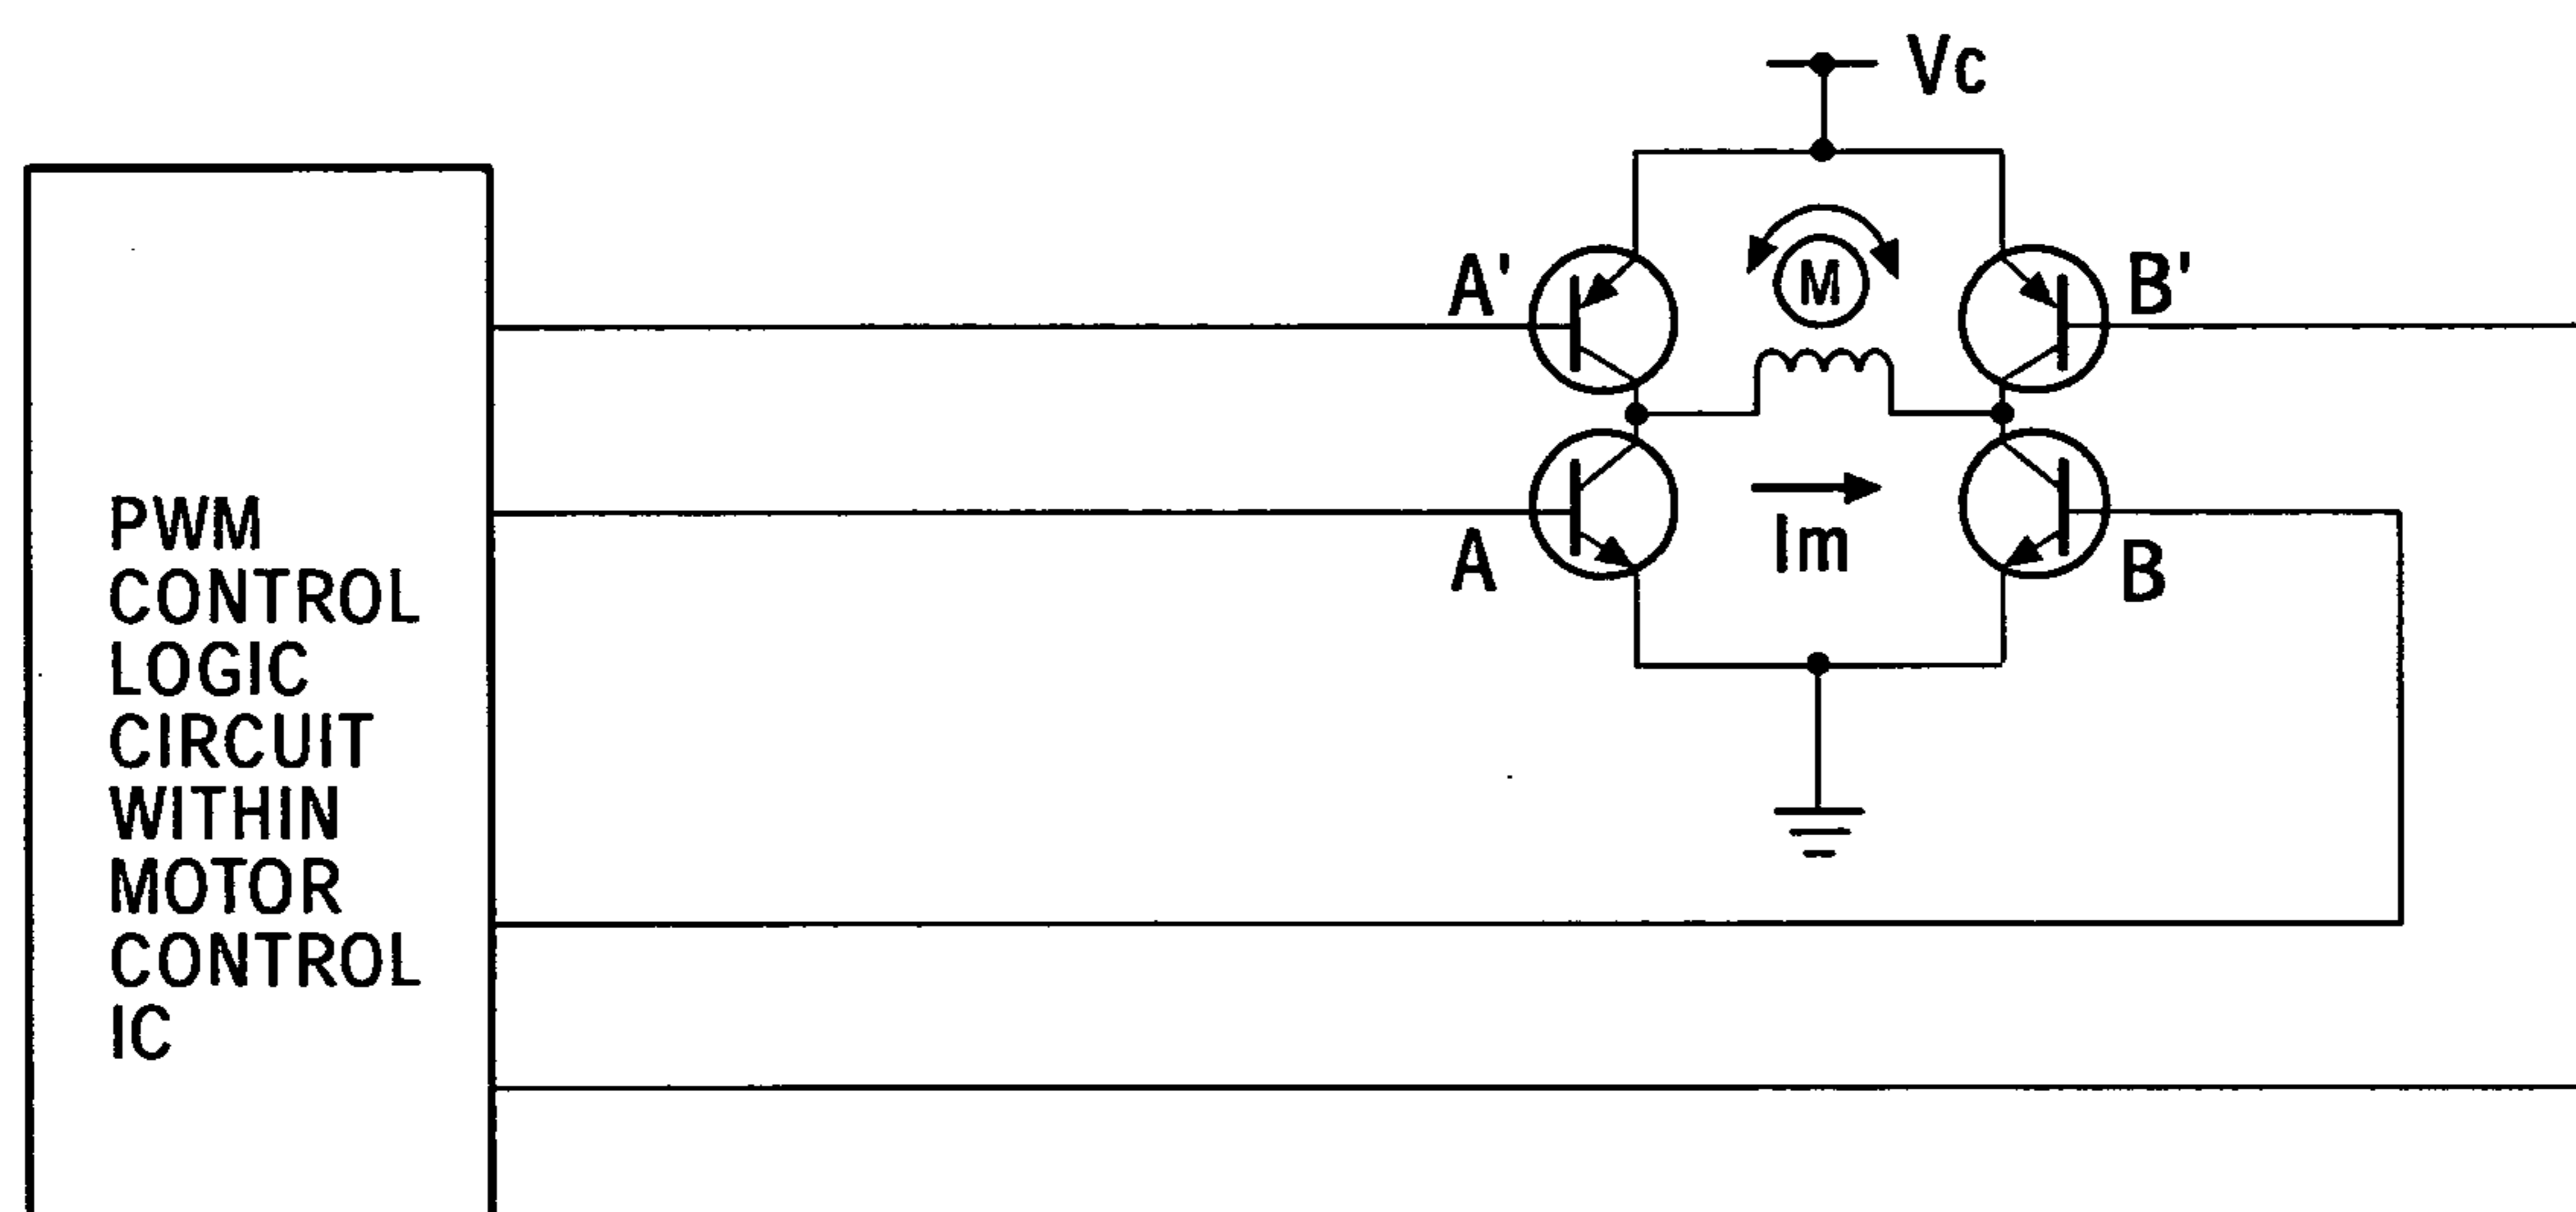 Vc
A'
M
B'
A
Im
B
PWM
CONTROL
LOGIC
CIRCUIT
WITHIN
MOTOR
CONTROL
IC